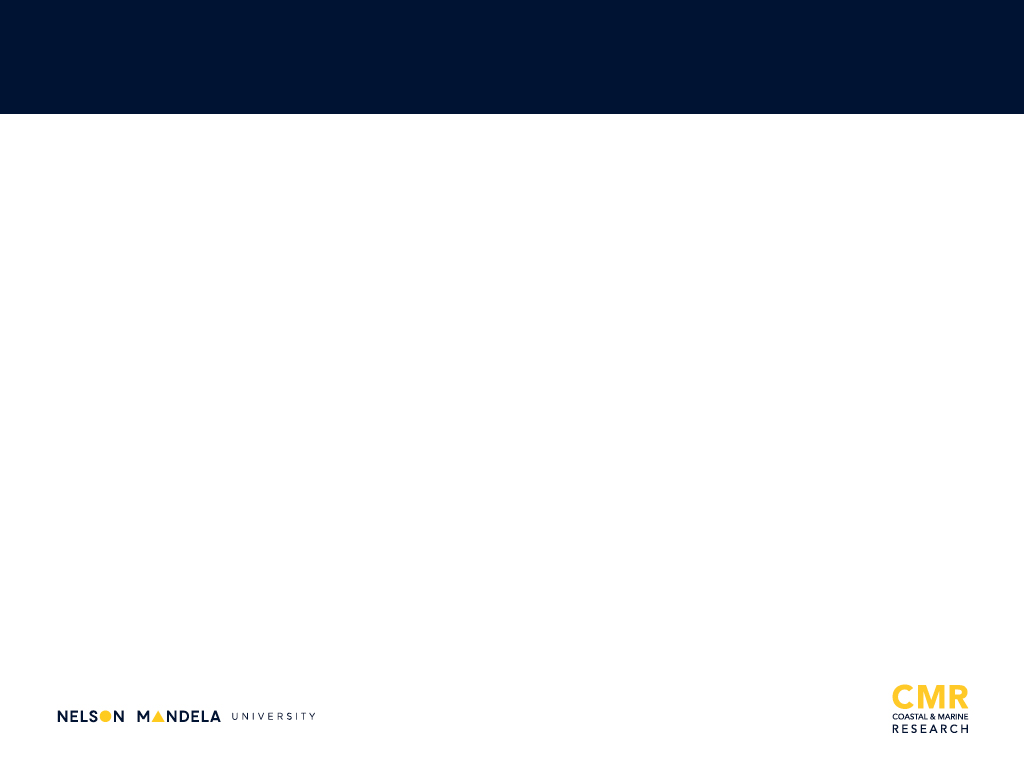 NELSON MANDELA UNIVERSITY
CMR
COASTAL & MARINE
RESEARCH